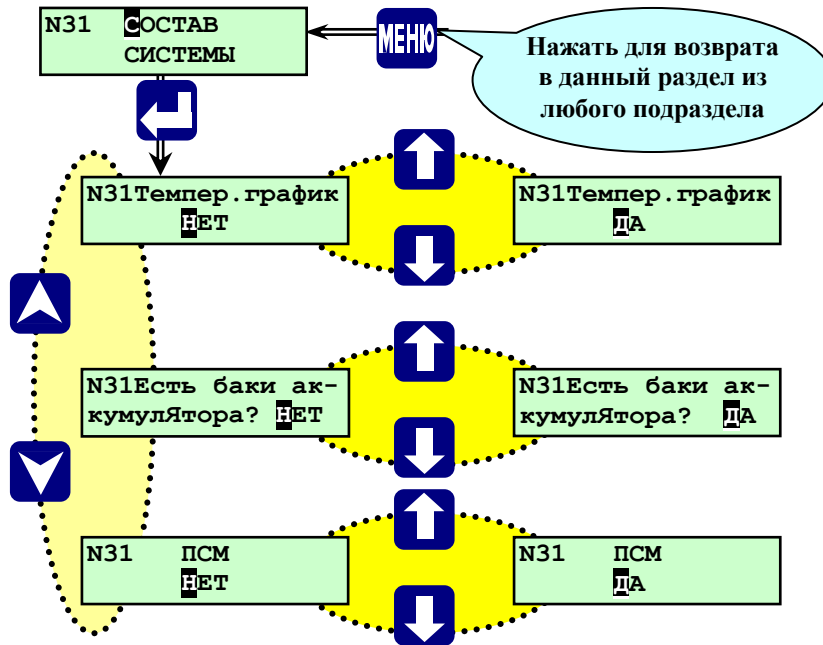 N31 СОСТАВ
СИСТЕМЫ
МЕНЮ
Нажать для возврата
в данный раздел из
любого подраздела
N31Темпер.график
НЕТ
N31Темпер.график
ДА
N31Есть баки ак-
кумулЯтора? НЕТ
N31Есть баки ак-
кумулЯтора? ДА
N31 ПСМ
НЕТ
N31 ПСМ
ДА